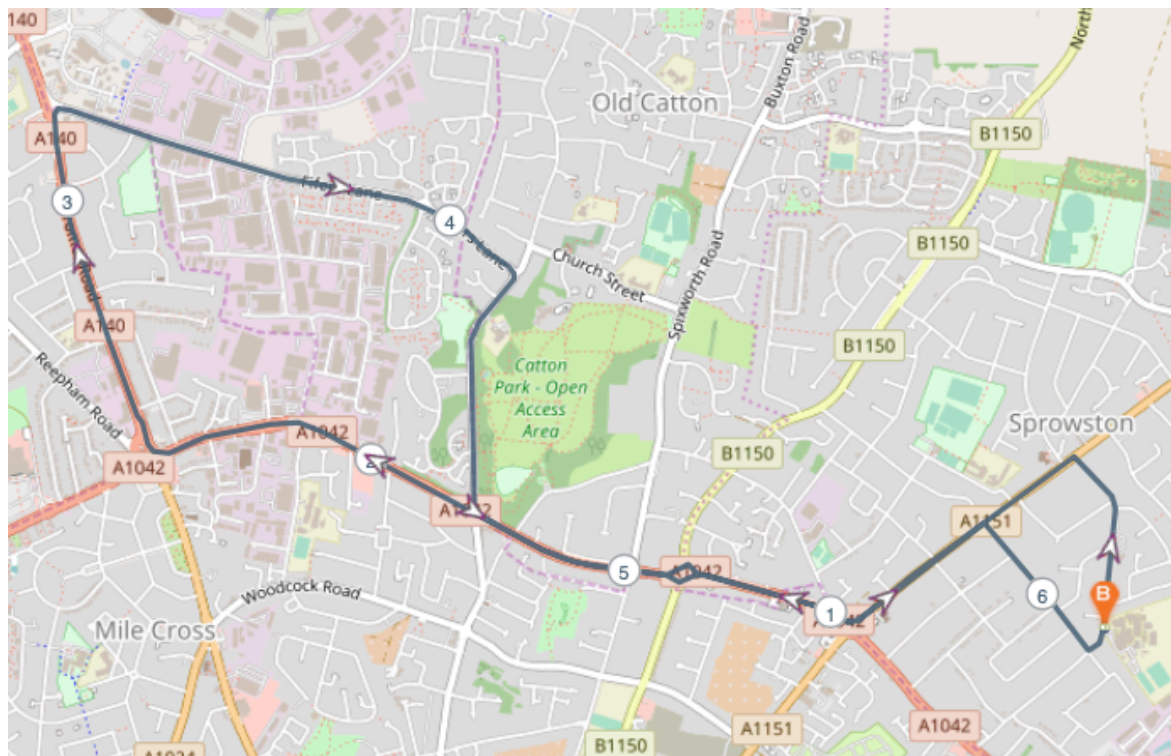 140
Old Catton
Buxton Road
North
B1150
A140
3
4
Church Street
Spixworth Road
B1150
A140
Reepham Road
Catton
Park - Open
Access
Area
B1150
Sprowston
A1042
A1042
2
B1150
A1151
5
A1042
Woodcock Road
1
6
B
Mile Cross
A1151
A1042
B1150